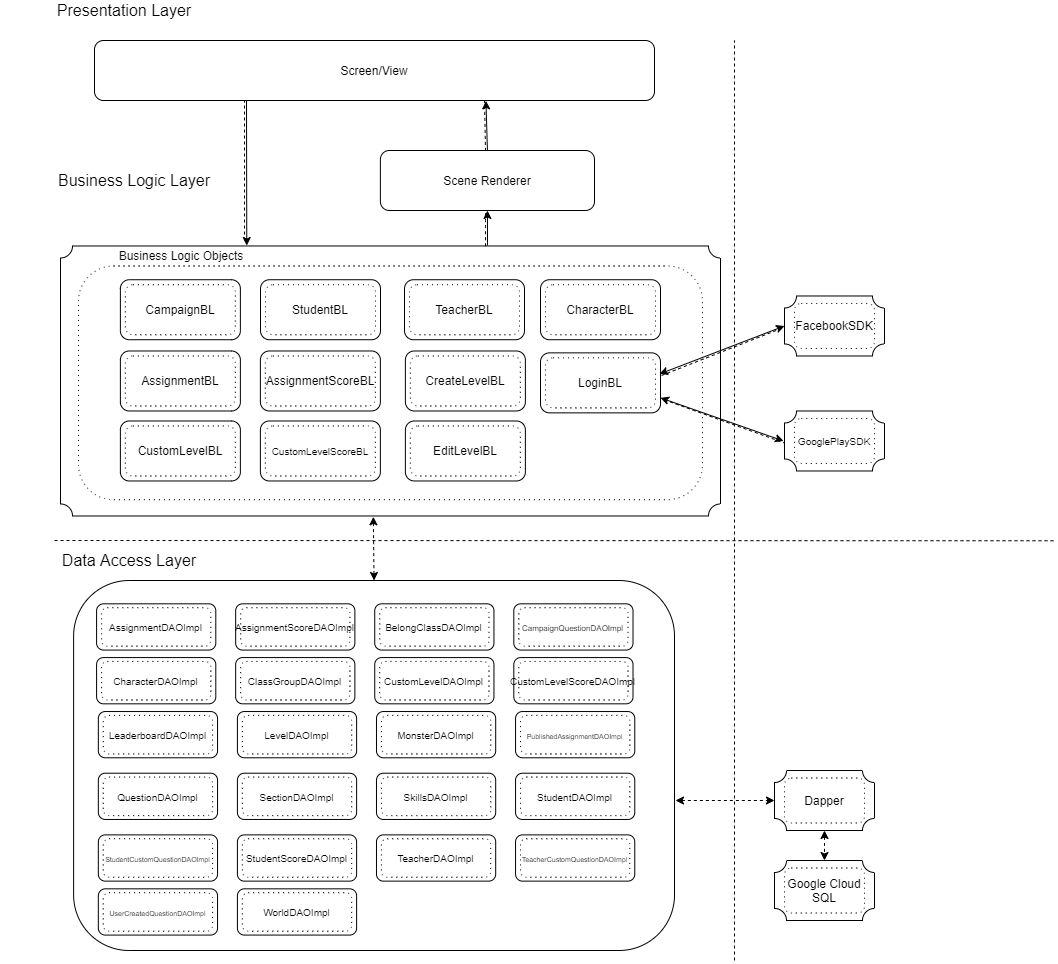 Presentation Layer
Screen/View
Business Logic Layer
Scene Renderer
Business Logic Objects
CampaignBL
StudentBL
TeacherBL
CharacterBL
AssignmentBL
AssignmentScoreBL
CreateLevelBL
LoginBL
CustomLevelBL
CustomLevelScoreBL
EditLevelBL
FacebookSDK
GooglePlaySDK
Data Access Layer
AssignmentDAOImpl
AssignmentScoreDAOImpl
BelongClassDAOImpl
CampaignQuestionDAOImpl
CharacterDAOImpl
ClassGroupDAOImpl
CustomLevelDAOImpl
CustomLevelScoreDAOImpl
LeaderboardDAOImpl
LevelDAOImpl
MonsterDAOImpl
PublishedAssignmentDAOImpl
QuestionDAOImpl
SectionDAOImpl
SkillsDAOImpl
StudentDAOImpl
StudentCustomQuestionDAOImpl
StudentScoreDAOImpl
TeacherDAOImpl
TeacherCustomQuestionDAOImpl
UserCreatedQuestionDAOImpl
WorldDAOImpl
Dapper
Google Cloud
SQL